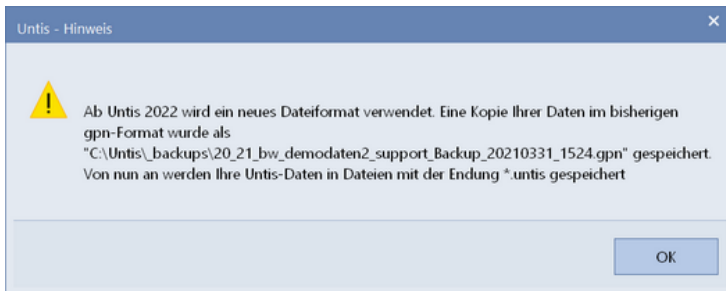 Untis - Hinweis
Ab Untis 2022 wird ein neues Dateiformat verwendet. Eine Kopie Ihrer Daten im bisherigen
gpn-Format wurde als
"C:\Untis\_backups\20_21_bw_demodaten2_support_Backup_20210331_1524.gpn" gespeichert.
Von nun an werden Ihre Untis-Daten in Dateien mit der Endung *.untis gespeichert
OK